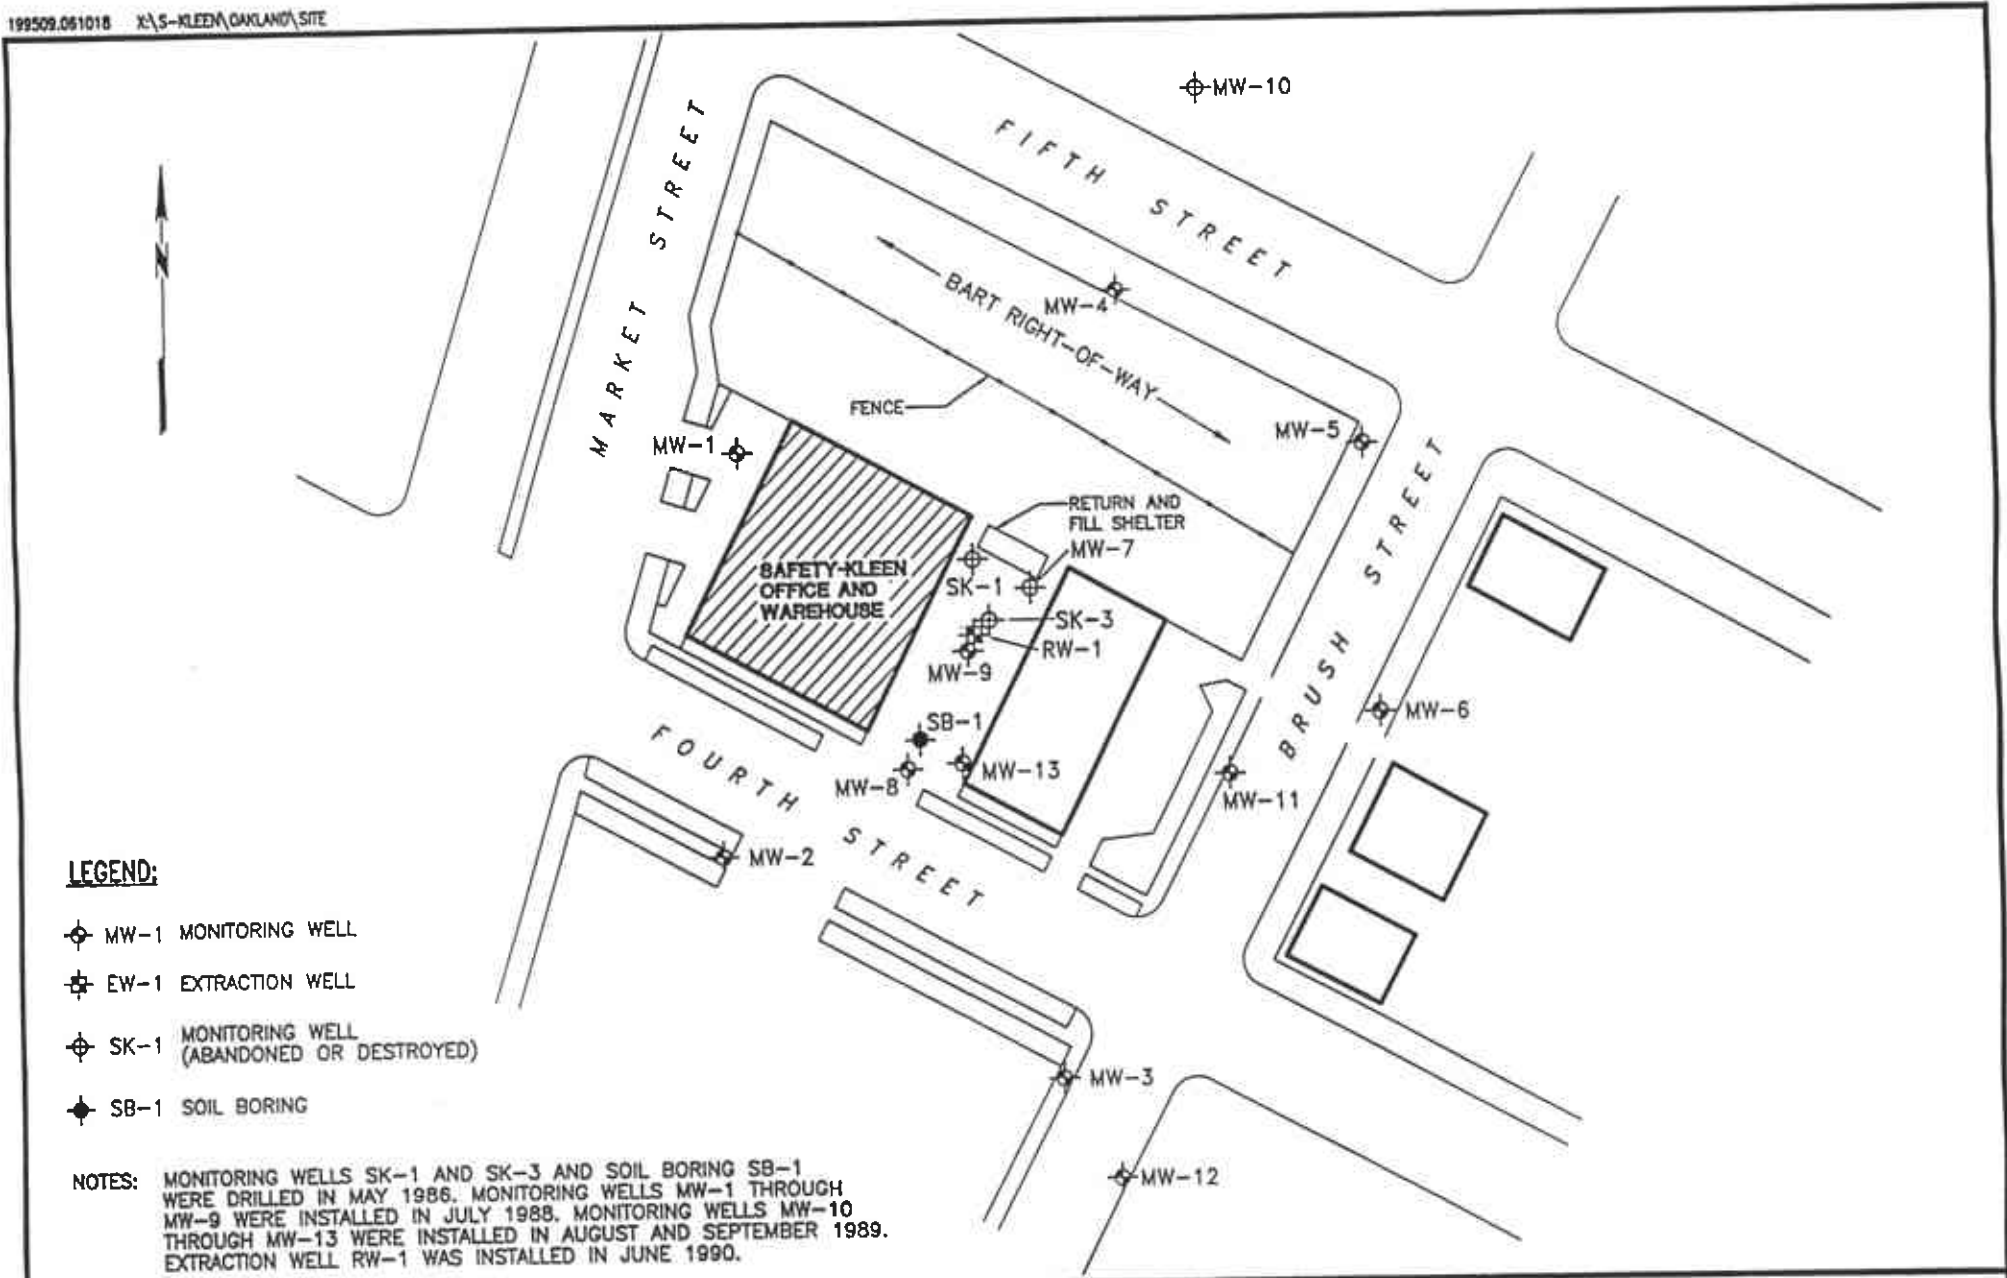 199509.061018 X:\S-KLEEN\OAKLAND\SITE
MW-10
FIFTH STREET
MARKET STREET
N
BART RIGHT-OF-WAY
MW-4
FENCE
MW-5
MW-1
RETURN AND
FILL SHELTER
MW-7
SAFETY-KLEEN
OFFICE AND
WAREHOUSE
SK-1
SK-3
RW-1
MW-9
BRUSH STREET
MW-6
SB-1
MW-13
MW-8
MW-11
FOURTH STREET
MW-2
MW-3
MW-12
LEGEND:
MW-1 MONITORING WELL
EW-1 EXTRACTION WELL
SK-1 MONITORING WELL
(ABANDONED OR DESTROYED)
SB-1 SOIL BORING
NOTES: MONITORING WELLS SK-1 AND SK-3 AND SOIL BORING SB-1
WERE DRILLED IN MAY 1986. MONITORING WELLS MW-1 THROUGH
MW-9 WERE INSTALLED IN JULY 1988. MONITORING WELLS MW-10
THROUGH MW-13 WERE INSTALLED IN AUGUST AND SEPTEMBER 1989.
EXTRACTION WELL RW-1 WAS INSTALLED IN JUNE 1990.